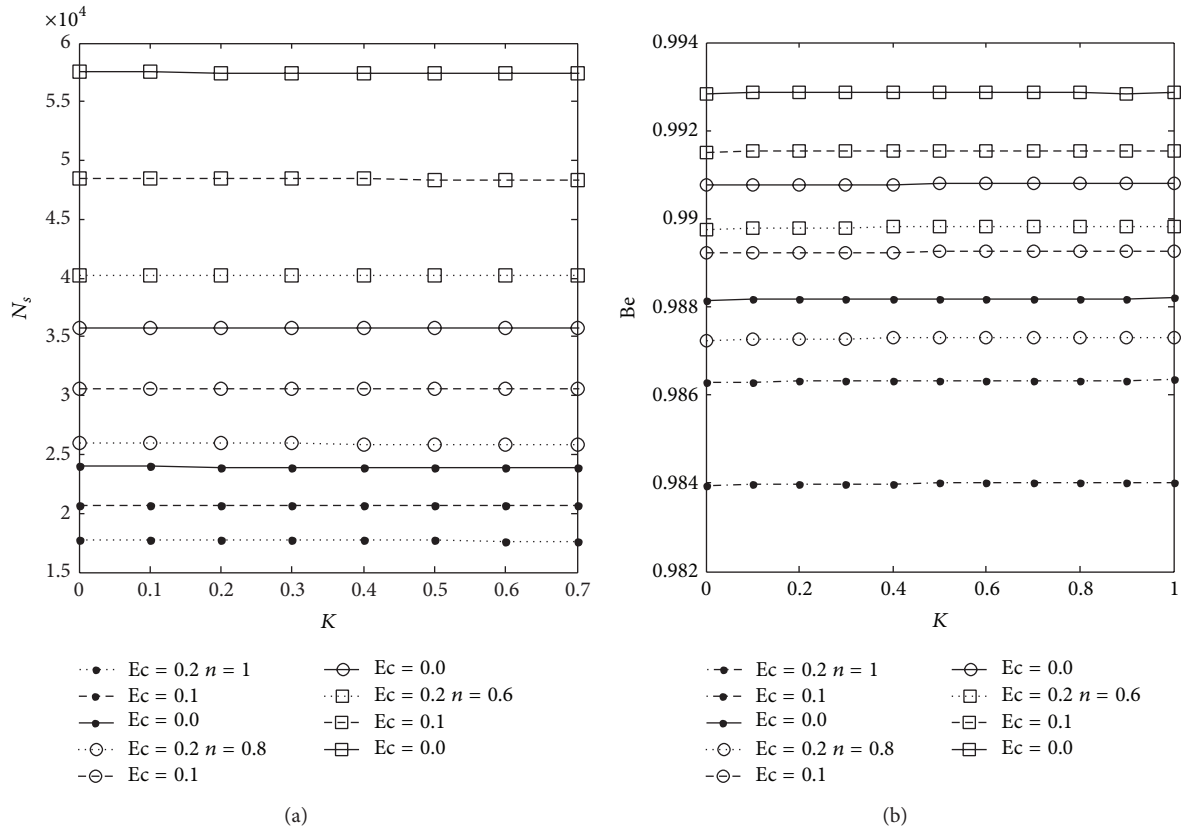 ×10⁴
6
5.5
5
4.5
4
3.5
3
2.5
2
1.5
Nₛ
0 0.1 0.2 0.3 0.4 0.5 0.6 0.7
K
Ec = 0.2 n = 1
Ec = 0.1
Ec = 0.0
Ec = 0.2 n = 0.8
Ec = 0.1
Ec = 0.0
Ec = 0.2 n = 0.6
Ec = 0.1
Ec = 0.0
(a)
0.994
0.992
0.99
0.988
0.986
0.984
0.982
Be
0 0.2 0.4 0.6 0.8 1
K
Ec = 0.2 n = 1
Ec = 0.1
Ec = 0.0
Ec = 0.2 n = 0.8
Ec = 0.1
Ec = 0.0
Ec = 0.2 n = 0.6
Ec = 0.1
Ec = 0.0
(b)